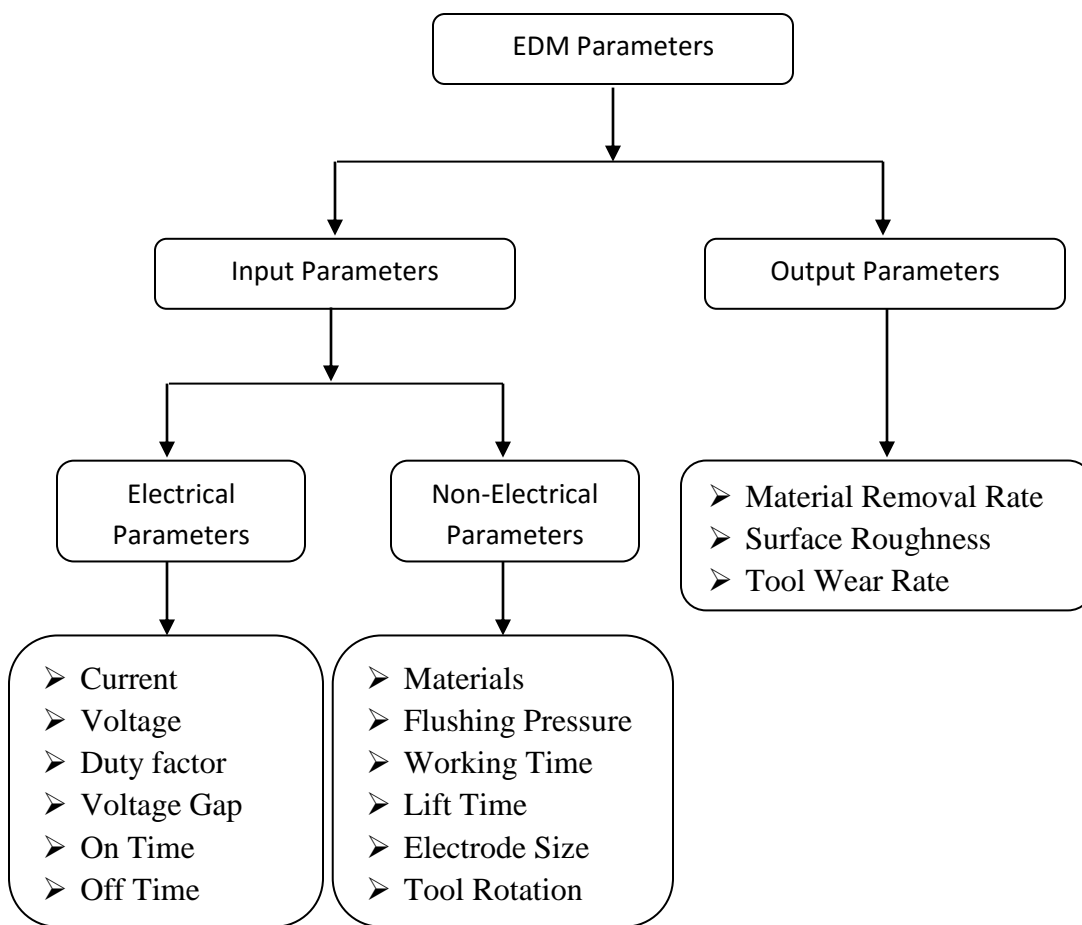 EDM Parameters
Input Parameters
Output Parameters
Electrical
Parameters
Non-Electrical
Parameters
➢ Material Removal Rate
➢ Surface Roughness
➢ Tool Wear Rate
➢ Current
➢ Voltage
➢ Duty factor
➢ Voltage Gap
➢ On Time
➢ Off Time
➢ Materials
➢ Flushing Pressure
➢ Working Time
➢ Lift Time
➢ Electrode Size
➢ Tool Rotation